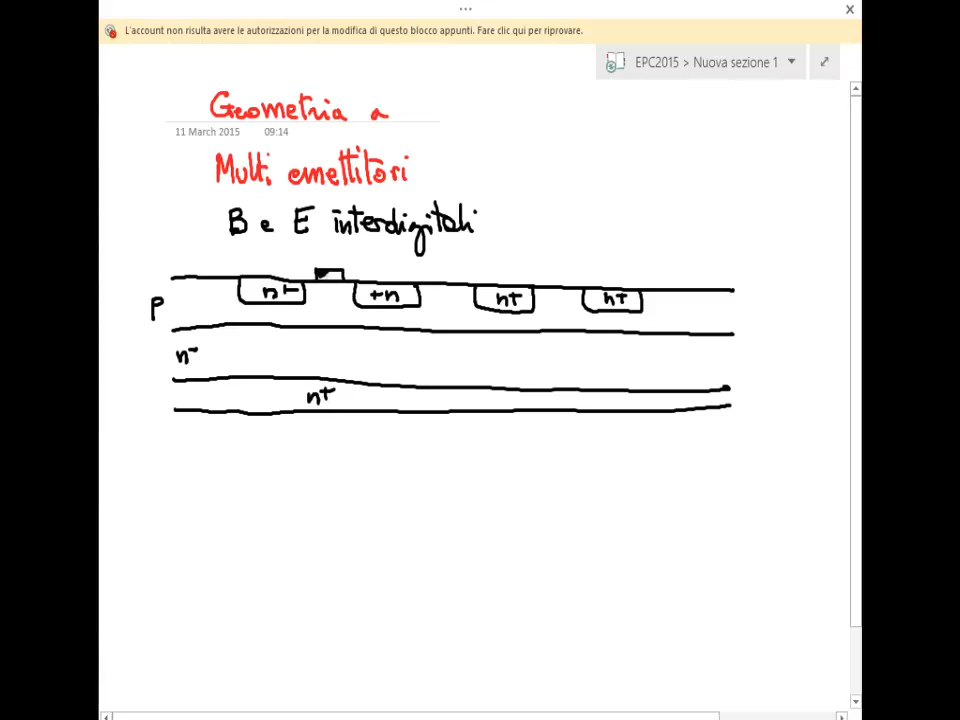 L'account non risulta avere le autorizzazioni per la modifica di questo blocco appunti. Fare clic qui per riprovare.
EPC2015 > Nuova sezione 1
Geometria a
11 March 2015 09:14
Multi emettitori
B e E interdigitali
n+ +n n+ n+
P
n-
n+